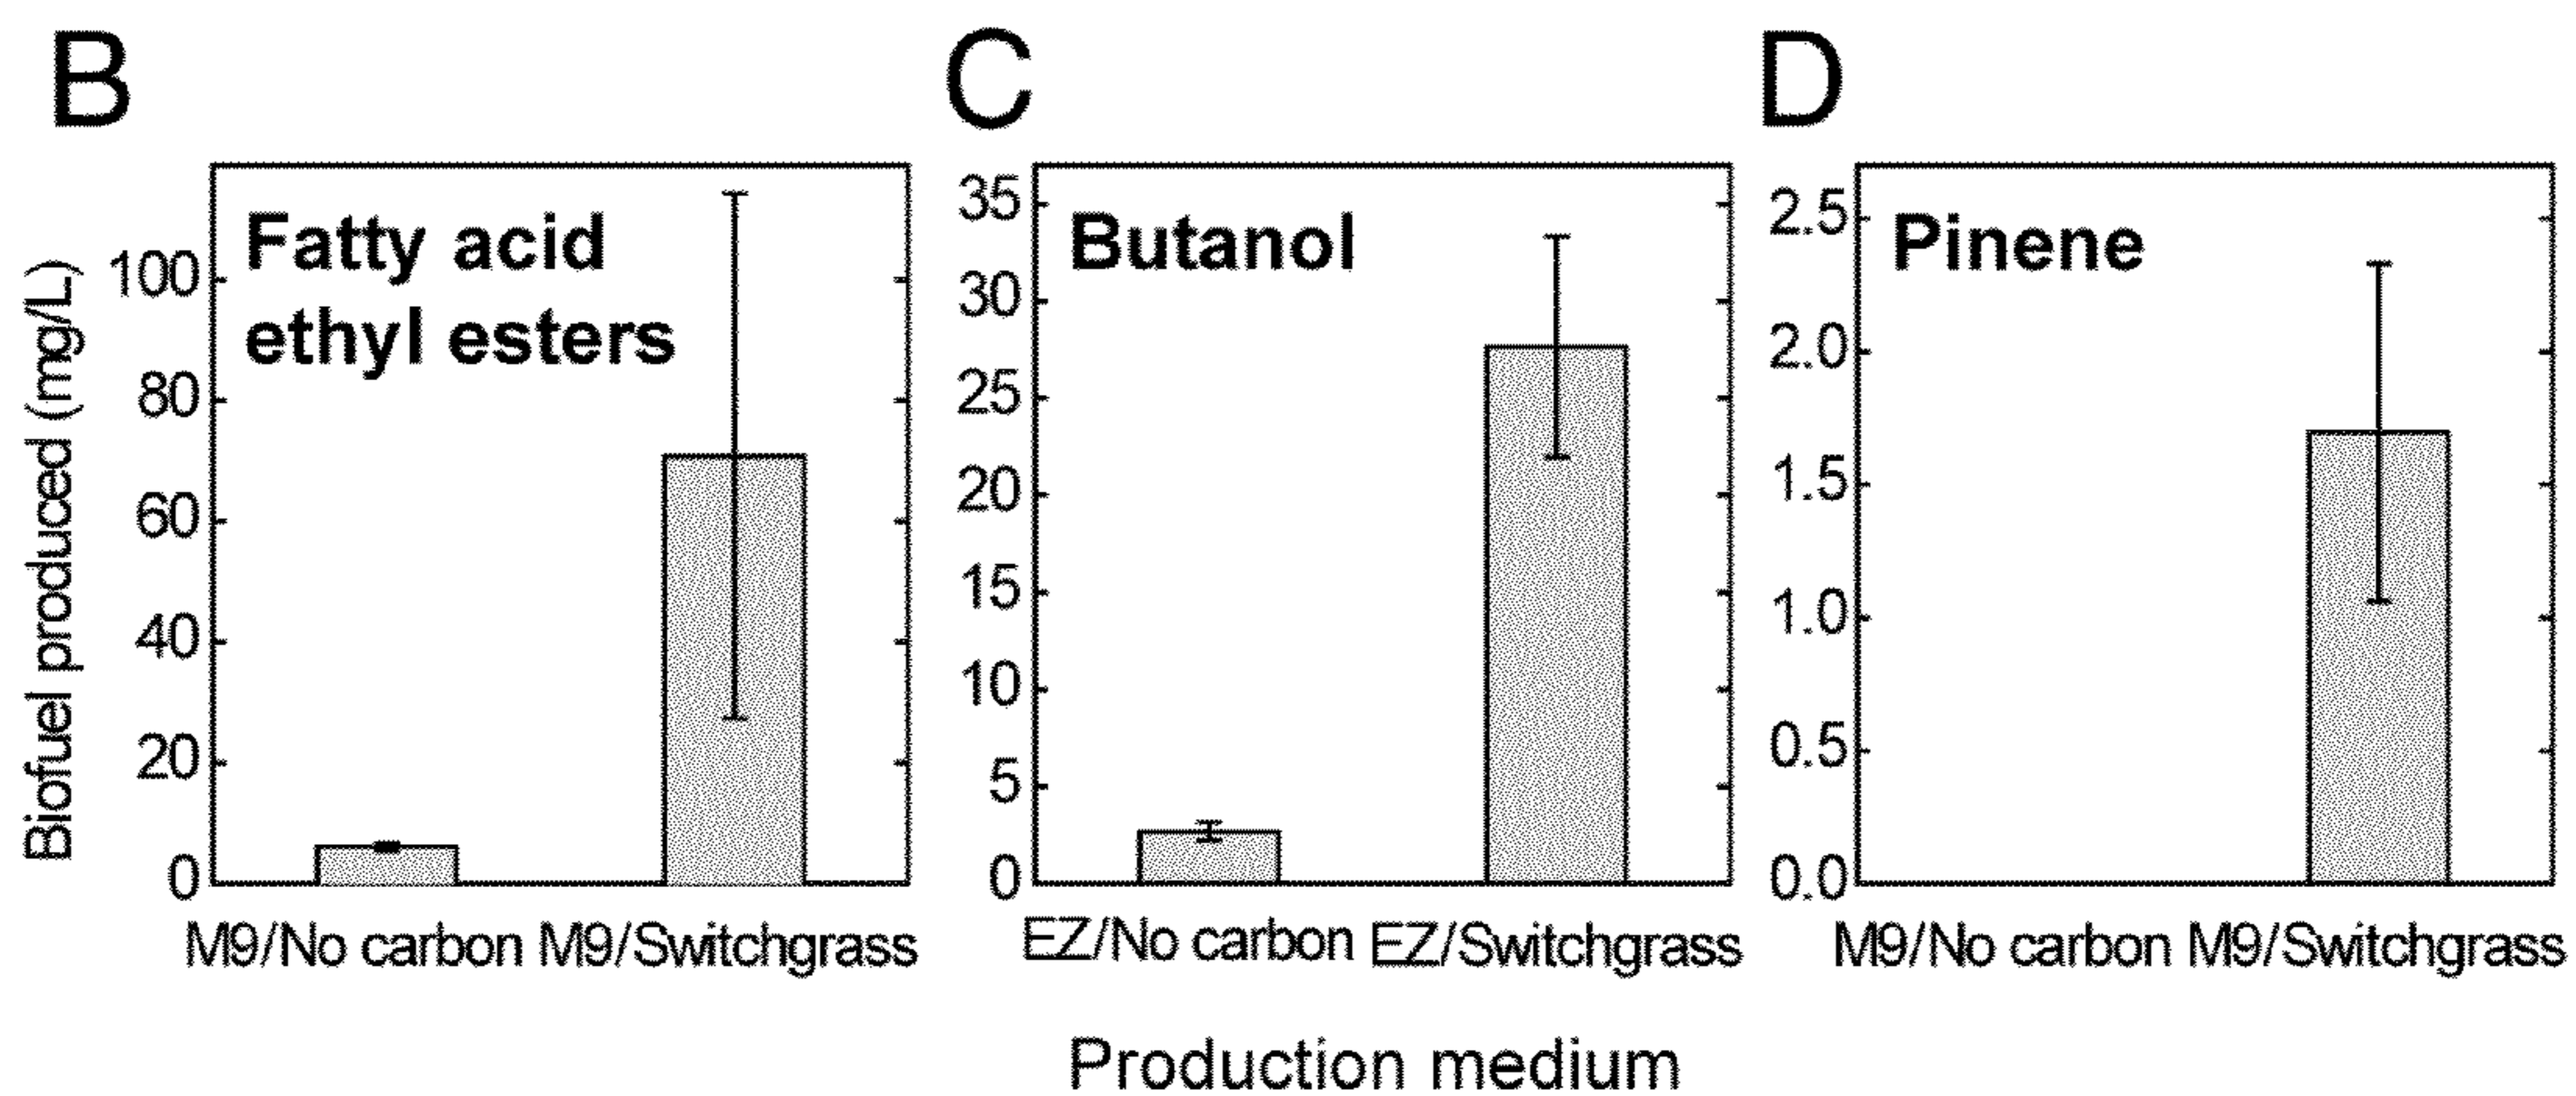 B
C
D
Biofuel produced (mg/L)
Fatty acid
ethyl esters
100
80
60
40
20
0
M9/No carbon M9/Switchgrass
Butanol
35
30
25
20
15
10
5
0
EZ/No carbon EZ/Switchgrass
Pinene
2.5
2.0
1.5
1.0
0.5
0.0
M9/No carbon M9/Switchgrass
Production medium